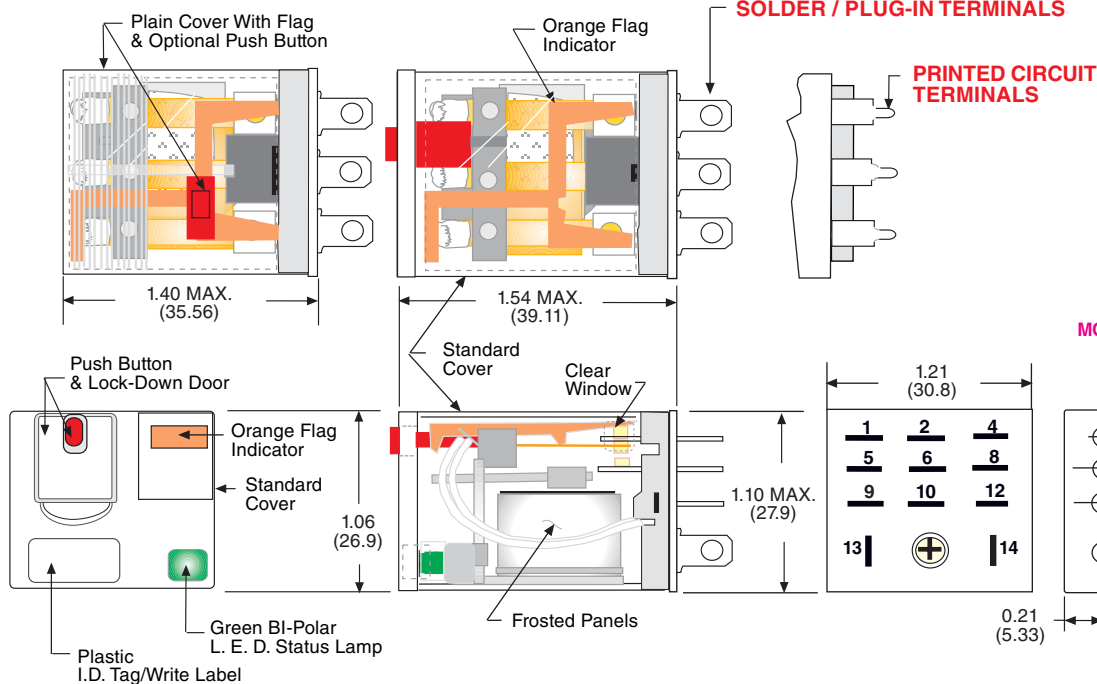 Plain Cover With Flag
& Optional Push Button
Orange Flag
Indicator
SOLDER / PLUG-IN TERMINALS
PRINTED CIRCUIT
TERMINALS
1.40 MAX.
(35.56)
1.54 MAX.
(39.11)
Push Button
& Lock-Down Door
Standard
Cover
Clear
Window
1.21
(30.8)
Orange Flag
Indicator
Standard
Cover
1.06
(26.9)
1.10 MAX.
(27.9)
1 2 4
5 6 8
9 10 12
13 14
Frosted Panels
0.21
(5.33)
Green BI-Polar
L. E. D. Status Lamp
Plastic
I.D. Tag/Write Label